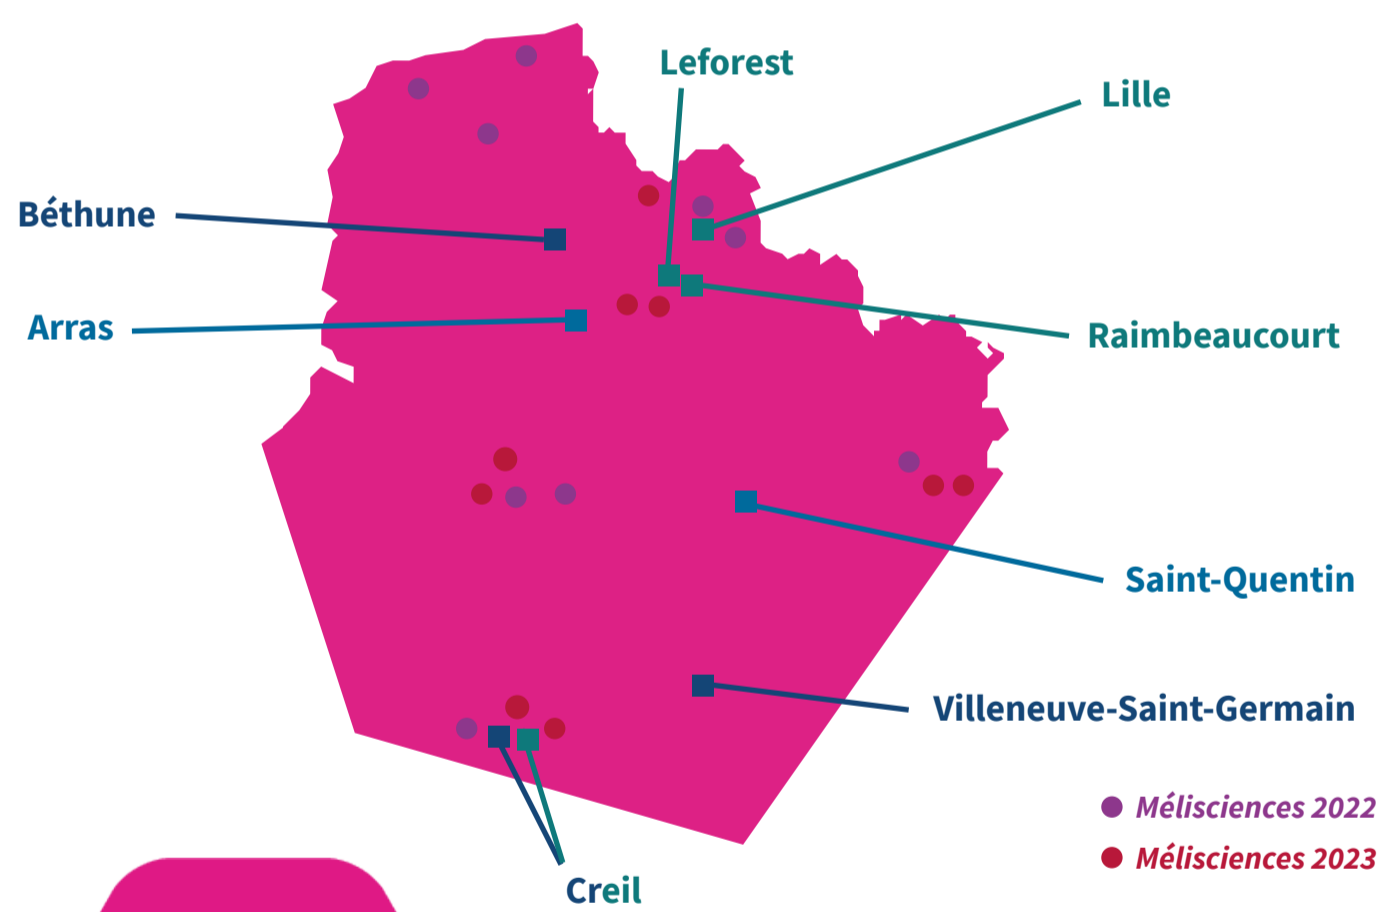 Leforest
Lille
Béthune
Arras
Raimbeaucourt
Saint-Quentin
Villeneuve-Saint-Germain
Mélisciences 2022
Mélisciences 2023
Creil